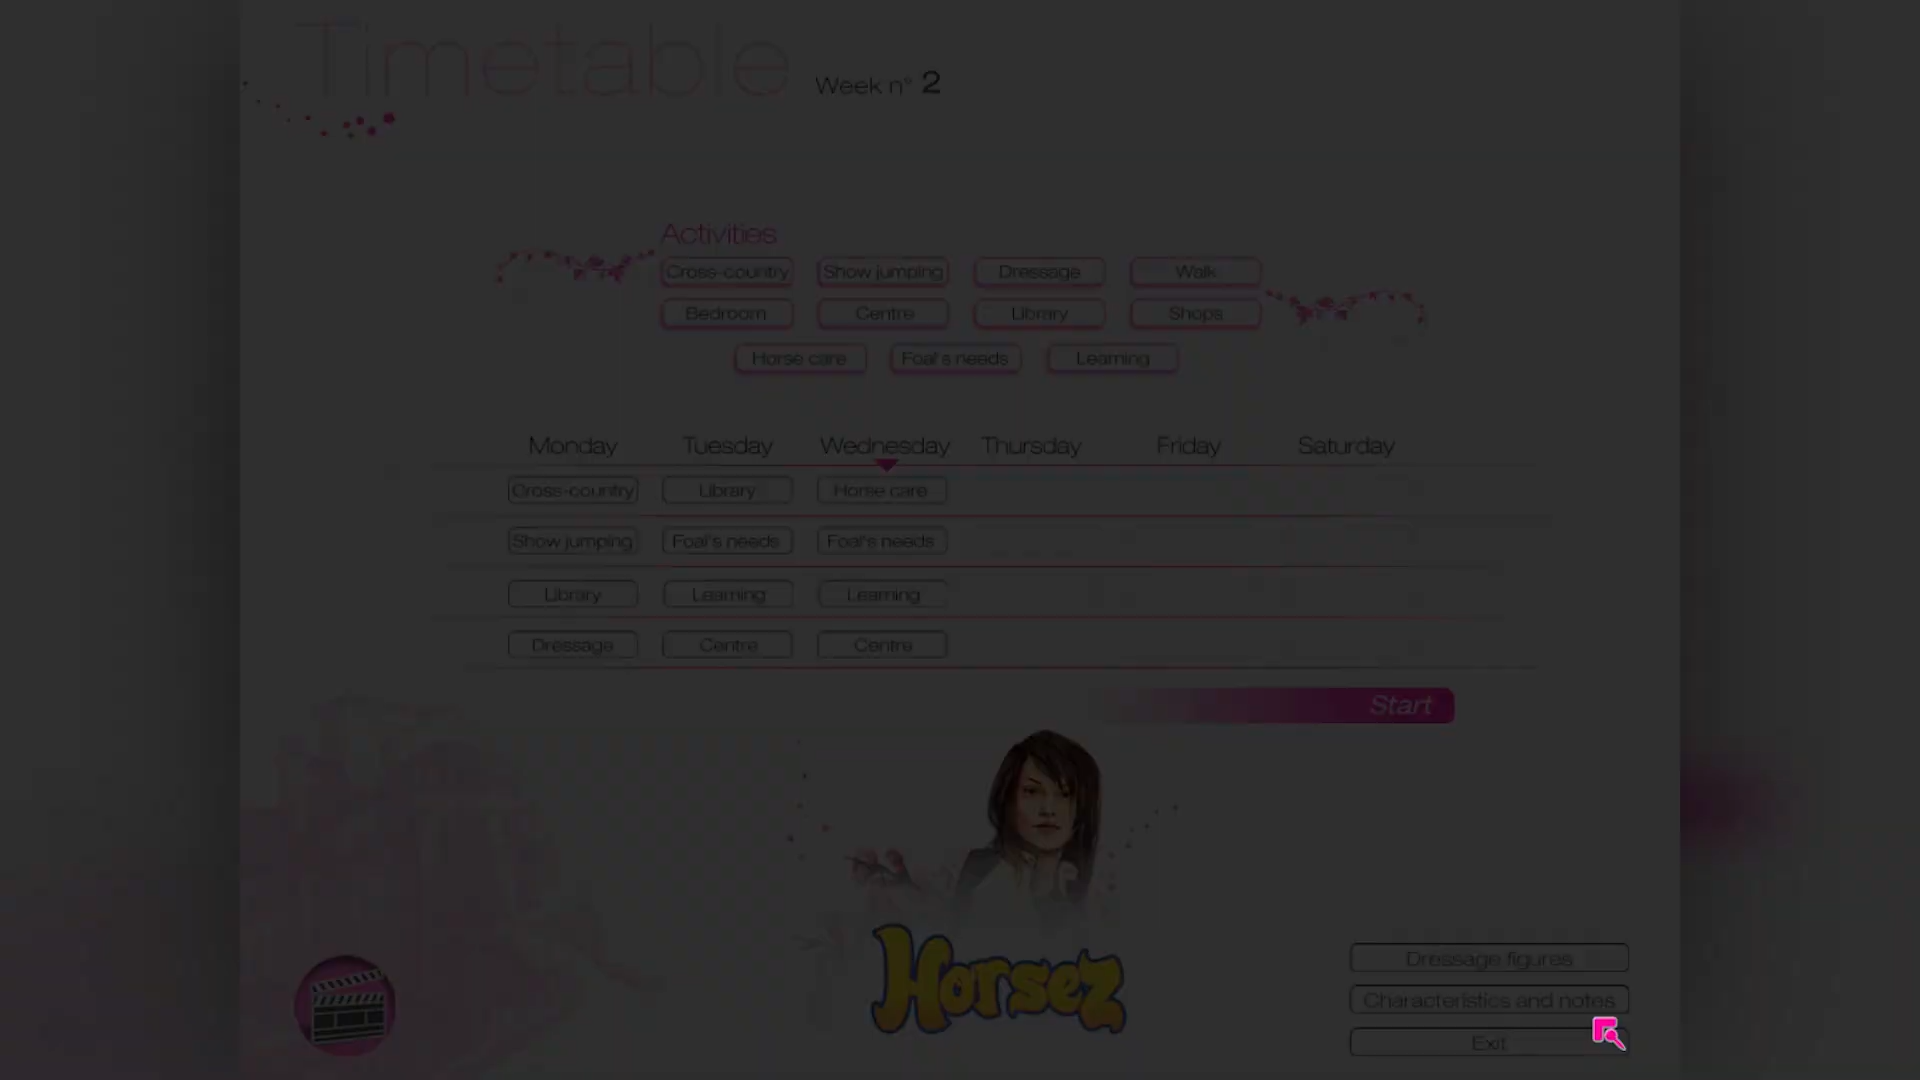 Timetable Week n° 2
Activities
Cross-country Show jumping Dressage Walk
Bedroom Centre Library Shops
Horse care Foal's needs Learning
Monday Tuesday Wednesday Thursday Friday Saturday
Cross-country Library Horse care
Show jumping Foal's needs Foal's needs
Library Learning Learning
Dressage Centre Centre
Start
Horsez
Dressage figures
Characteristics and notes
Exit